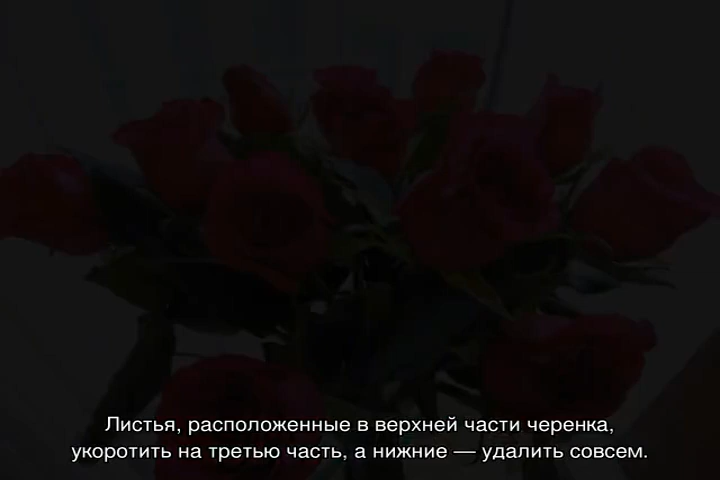 Листья, расположенные в верхней части черенка,
укоротить на третью часть, а нижние — удалить совсем.